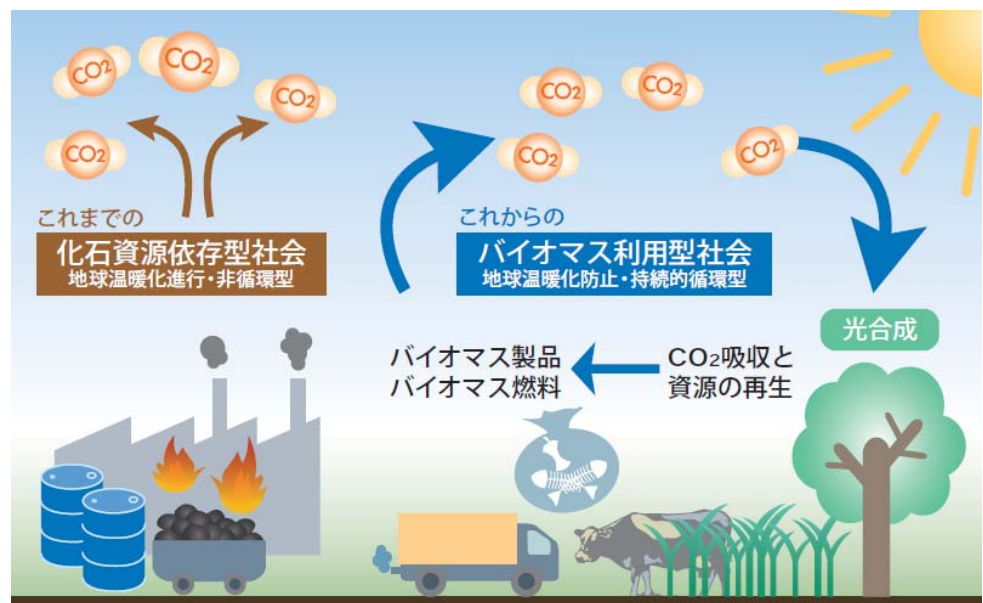 CO2
CO2
CO2
CO2
これまでの
化石資源依存型社会
地球温暖化進行・非循環型
CO2
CO2
CO2
CO2
これからの
バイオマス利用型社会
地球温暖化防止・持続的循環型
光合成
CO2吸収と
資源の再生
バイオマス製品
バイオマス燃料